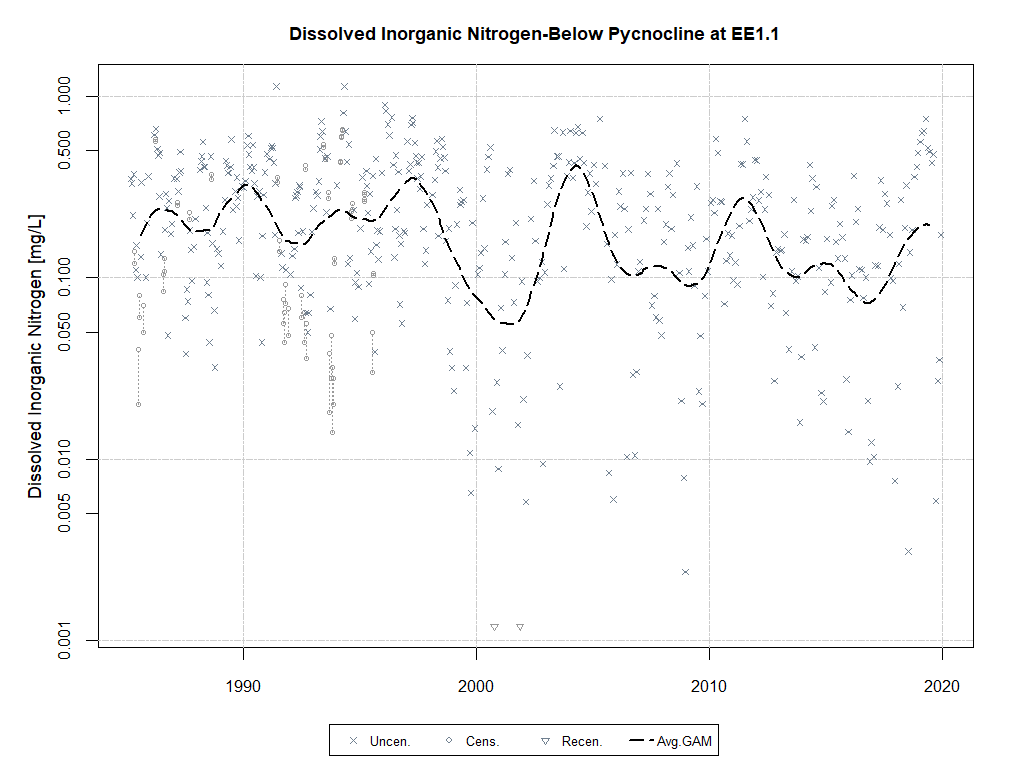 Dissolved Inorganic Nitrogen-Below Pycnocline at EE1.1
Dissolved Inorganic Nitrogen [mg/L]
1.000
0.500
0.100
0.050
0.010
0.005
0.001
1990 2000 2010 2020
Uncen. Cens. Recen. Avg.GAM